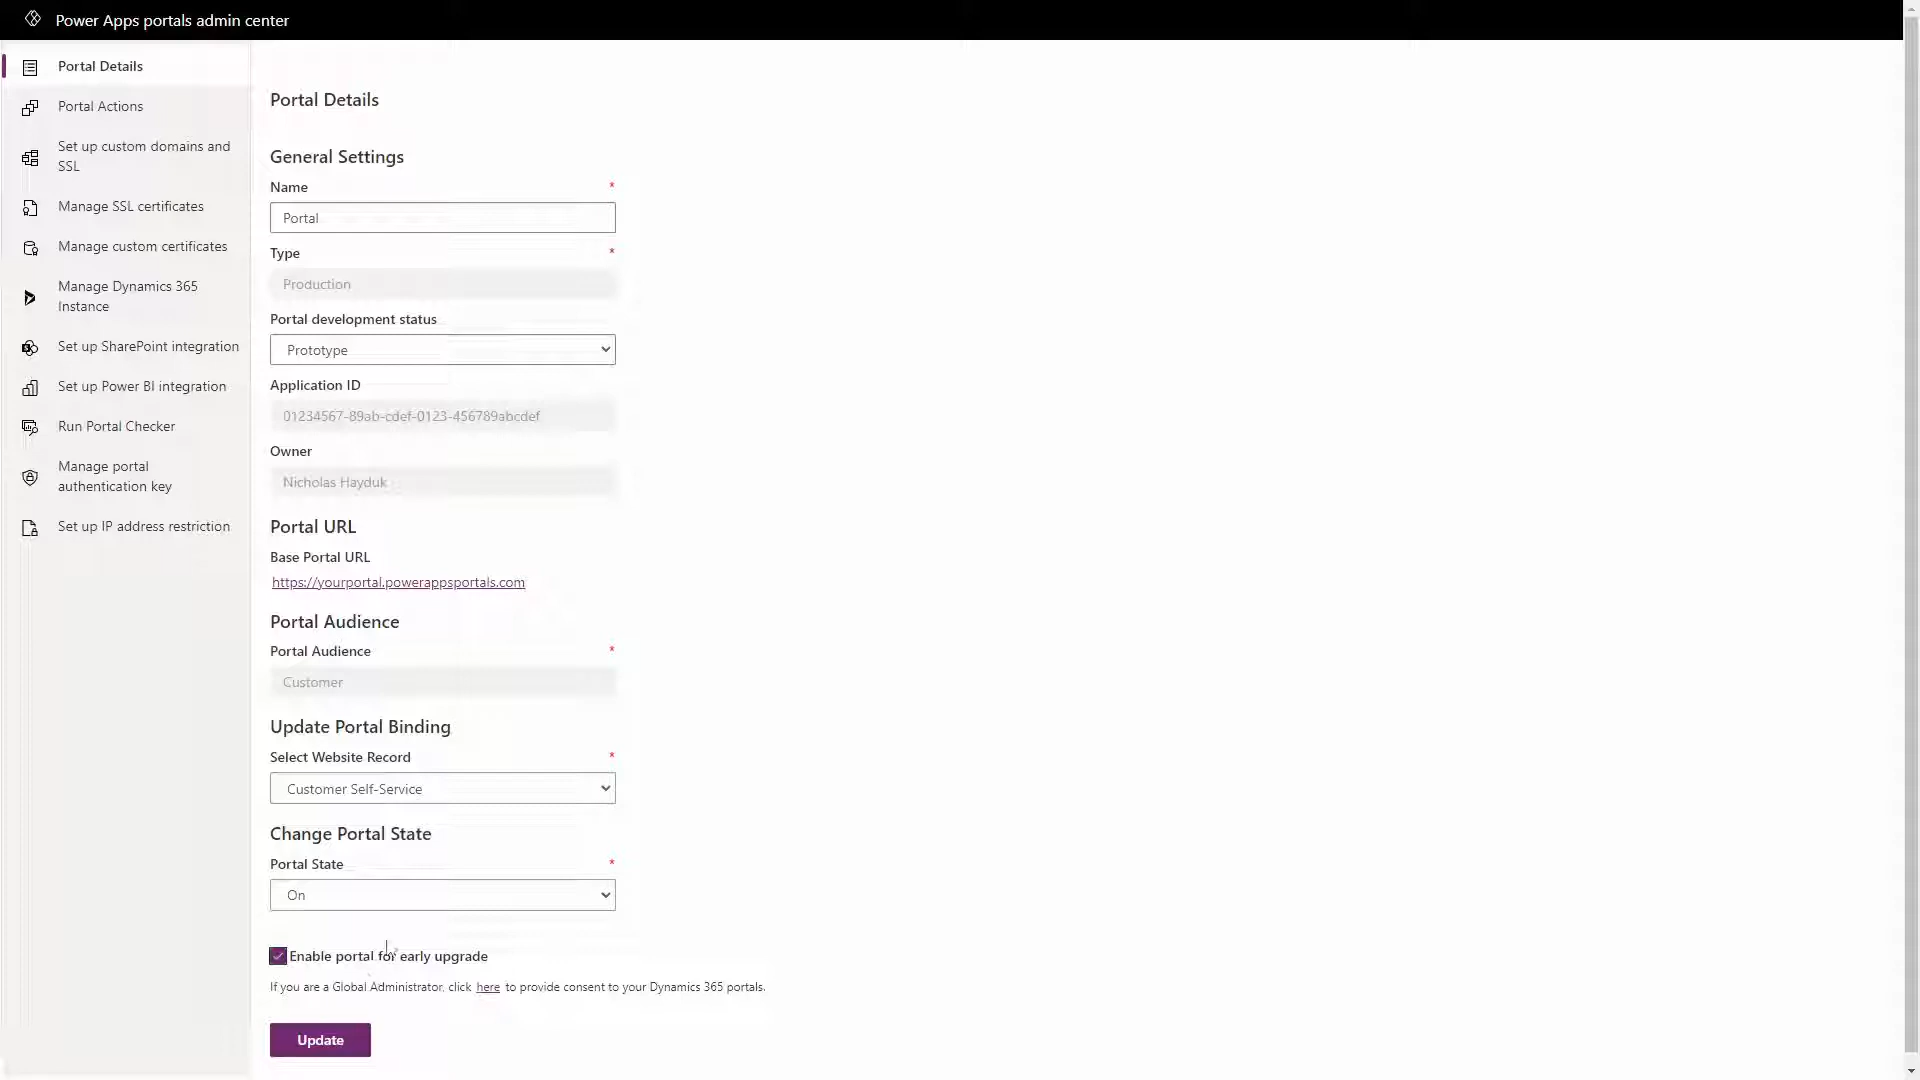 Power Apps portals admin center
Portal Details
Portal Actions
Set up custom domains and
SSL
Manage SSL certificates
Manage custom certificates
Manage Dynamics 365
Instance
Set up SharePoint integration
Set up Power BI integration
Run Portal Checker
Manage portal
authentication key
Set up IP address restriction
Portal Details
General Settings
Name *
Portal
Type *
Production
Portal development status
Prototype
Application ID
01234567-89ab-cdef-0123-456789abcdef
Owner
Nicholas Hayduk
Portal URL
Base Portal URL
https://yourportal.powerappsportals.com
Portal Audience
Portal Audience *
Customer
Update Portal Binding
Select Website Record *
Customer Self-Service
Change Portal State
Portal State *
On
Enable portal for early upgrade
If you are a Global Administrator, click here to provide consent to your Dynamics 365 portals.
Update